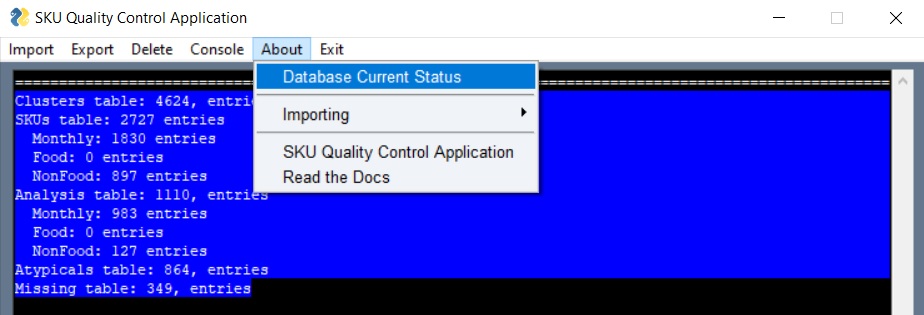 SKU Quality Control Application
Import Export Delete Console About Exit
Database Current Status
Importing
SKU Quality Control Application
Read the Docs
================================================================
Clusters table: 4624, entri
SKUs table: 2727 entries
Monthly: 1830 entries
Food: 0 entries
NonFood: 897 entries
Analysis table: 1110, entries
Monthly: 983 entries
Food: 0 entries
NonFood: 127 entries
Atypicals table: 864, entries
Missing table: 349, entries